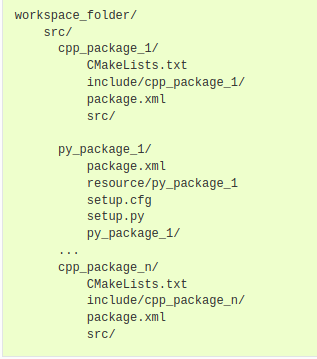 workspace_folder/
    src/
      cpp_package_1/
          CMakeLists.txt
          include/cpp_package_1/
          package.xml
          src/

      py_package_1/
          package.xml
          resource/py_package_1
          setup.cfg
          setup.py
          py_package_1/
      ...
      cpp_package_n/
          CMakeLists.txt
          include/cpp_package_n/
          package.xml
          src/